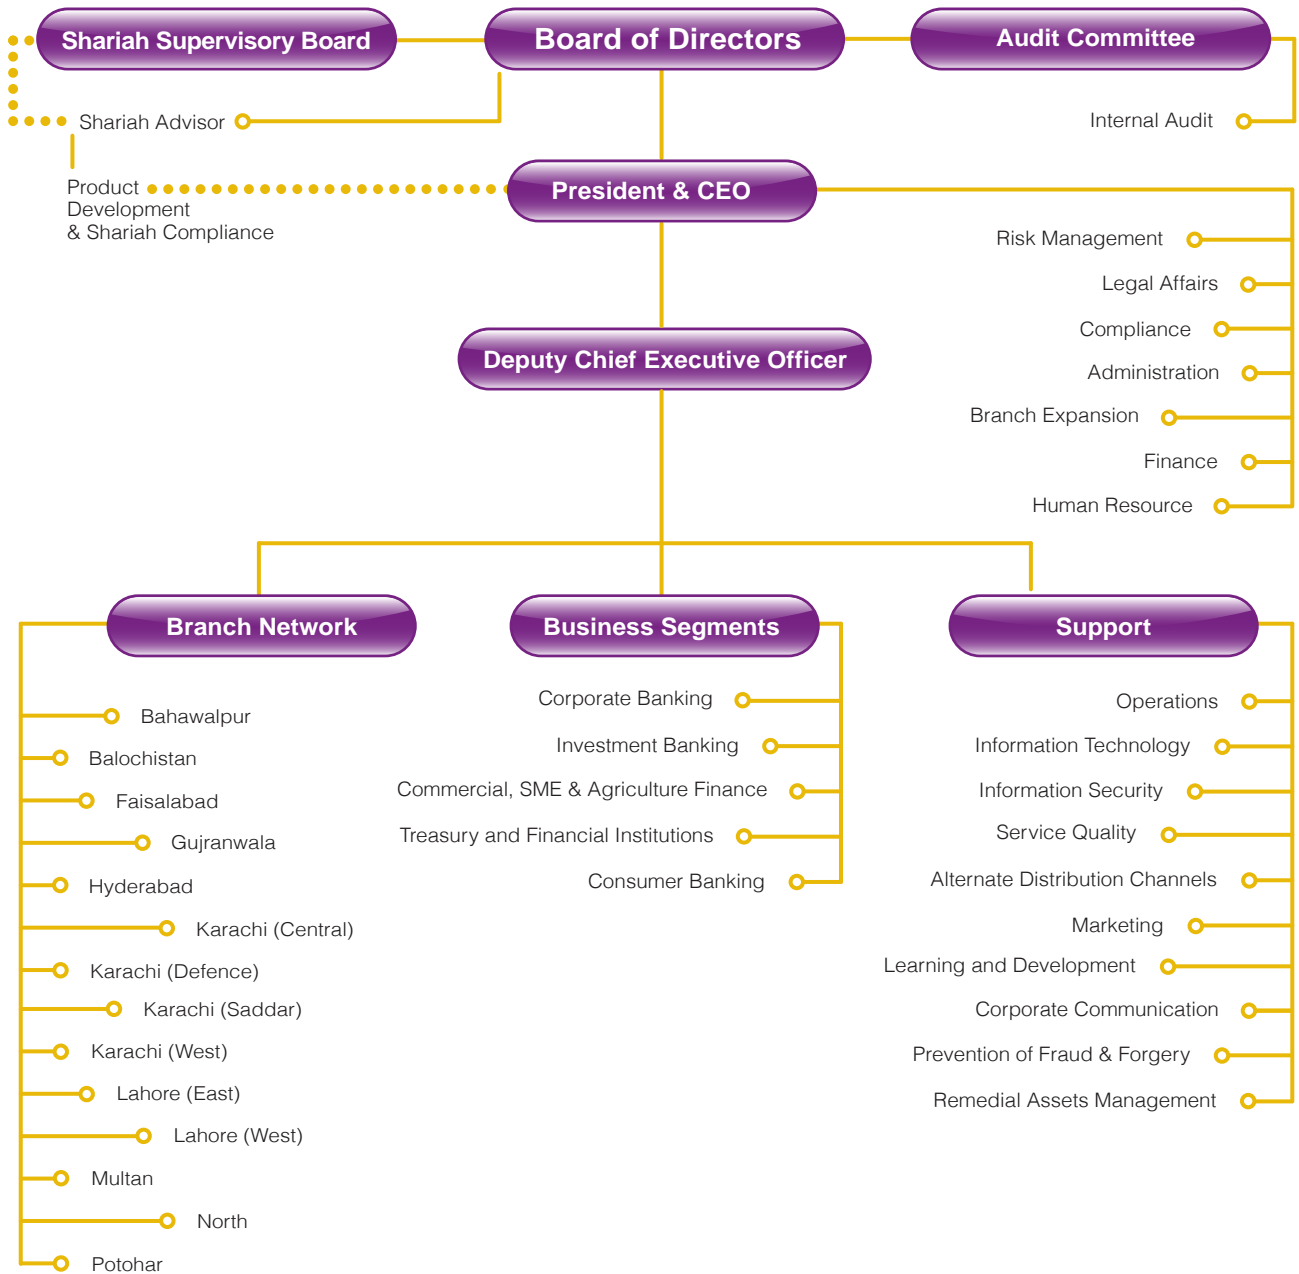 Shariah Supervisory Board
Board of Directors
Audit Committee
Shariah Advisor
Internal Audit
Product
Development
& Shariah Compliance
President & CEO
Risk Management
Legal Affairs
Compliance
Administration
Branch Expansion
Finance
Human Resource
Deputy Chief Executive Officer
Branch Network
Bahawalpur
Balochistan
Faisalabad
Gujranwala
Hyderabad
Karachi (Central)
Karachi (Defence)
Karachi (Saddar)
Karachi (West)
Lahore (East)
Lahore (West)
Multan
North
Potohar
Business Segments
Corporate Banking
Investment Banking
Commercial, SME & Agriculture Finance
Treasury and Financial Institutions
Consumer Banking
Support
Operations
Information Technology
Information Security
Service Quality
Alternate Distribution Channels
Marketing
Learning and Development
Corporate Communication
Prevention of Fraud & Forgery
Remedial Assets Management